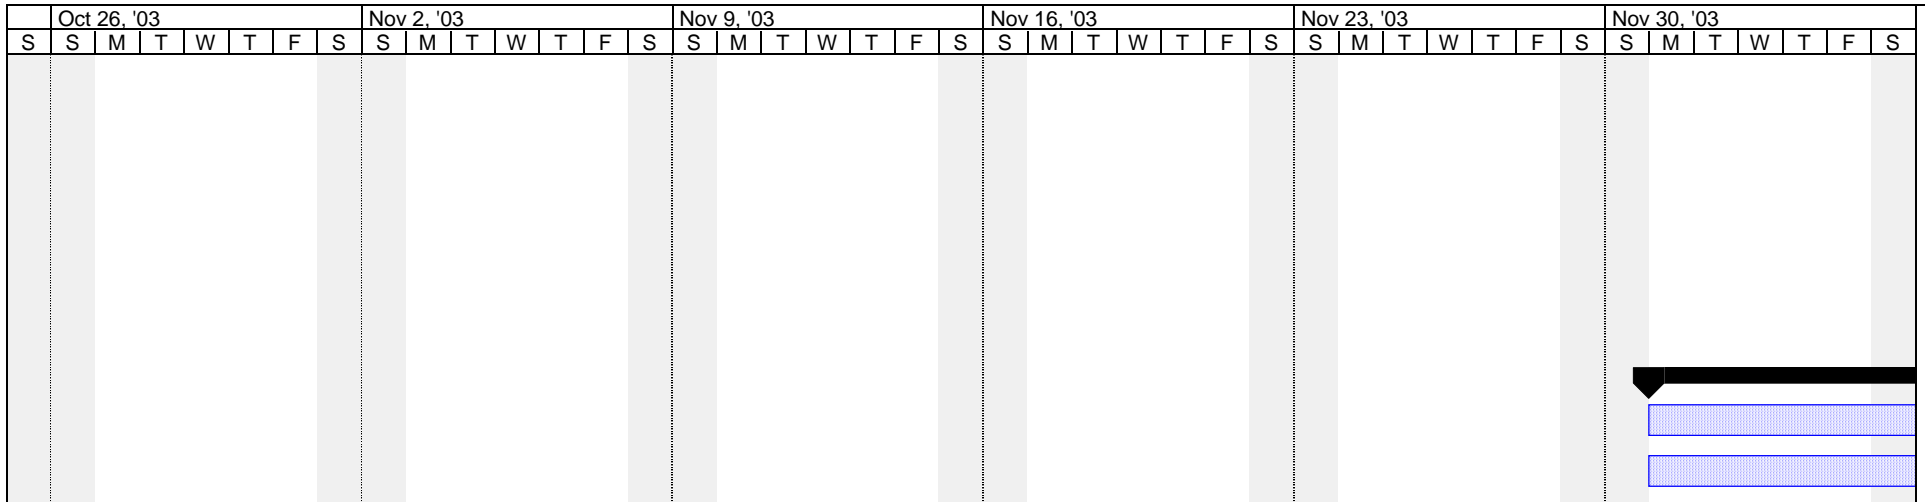 Oct 26, '03 Nov 2, '03 Nov 9, '03 Nov 16, '03 Nov 23, '03 Nov 30, '03
S S M T W T F S S M T W T F S S M T W T F S S M T W T F S S M T W T F S S M T W T F S